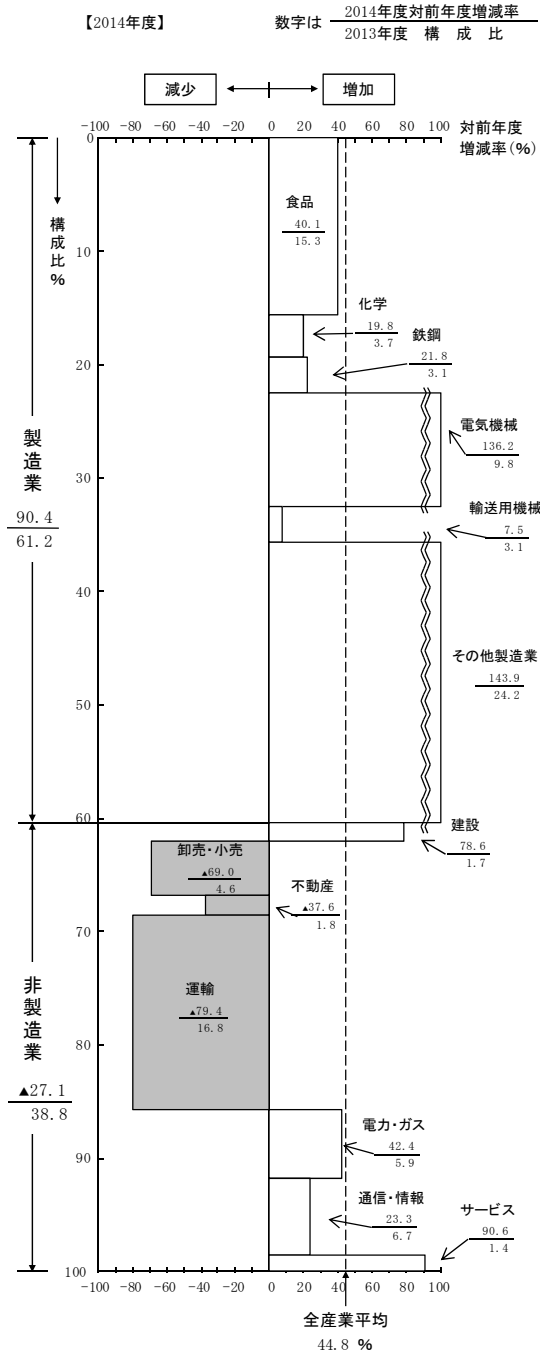 【2014年度】
数字は 2014年度対前年度増減率
2013年度 構 成 比
減少 増加
-100 -80 -60 -40 -20 0 20 40 60 80 100
対前年度
増減率(%)
0
10
20
30
40
50
60
70
80
90
100
構成比%
製造業
90.4
61.2
非製造業
▲27.1
38.8
食品
40.1
15.3
化学
19.8
3.7
鉄鋼
21.8
3.1
電気機械
136.2
9.8
輸送用機械
7.5
3.1
その他製造業
143.9
24.2
建設
78.6
1.7
卸売・小売
▲69.0
4.6
不動産
▲37.6
1.8
運輸
▲79.4
16.8
電力・ガス
42.4
5.9
通信・情報
23.3
6.7
サービス
90.6
1.4
-100 -80 -60 -40 -20 0 20 40 60 80 100
全産業平均
44.8 %